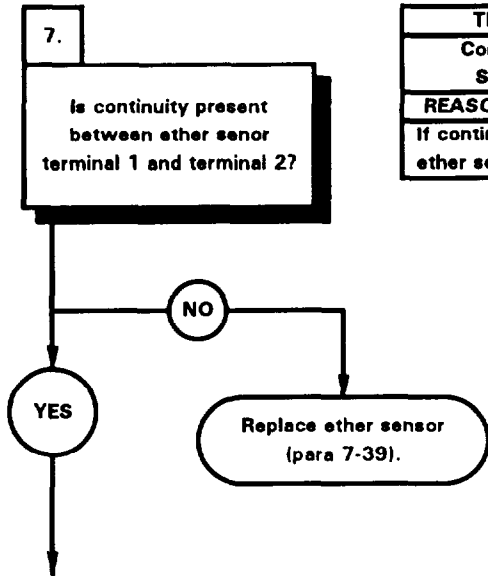 7.
Is continuity present
between ether senor
terminal 1 and terminal 2?
NO
YES
Replace ether sensor
(para 7-39).
REASO
If contin
ether se